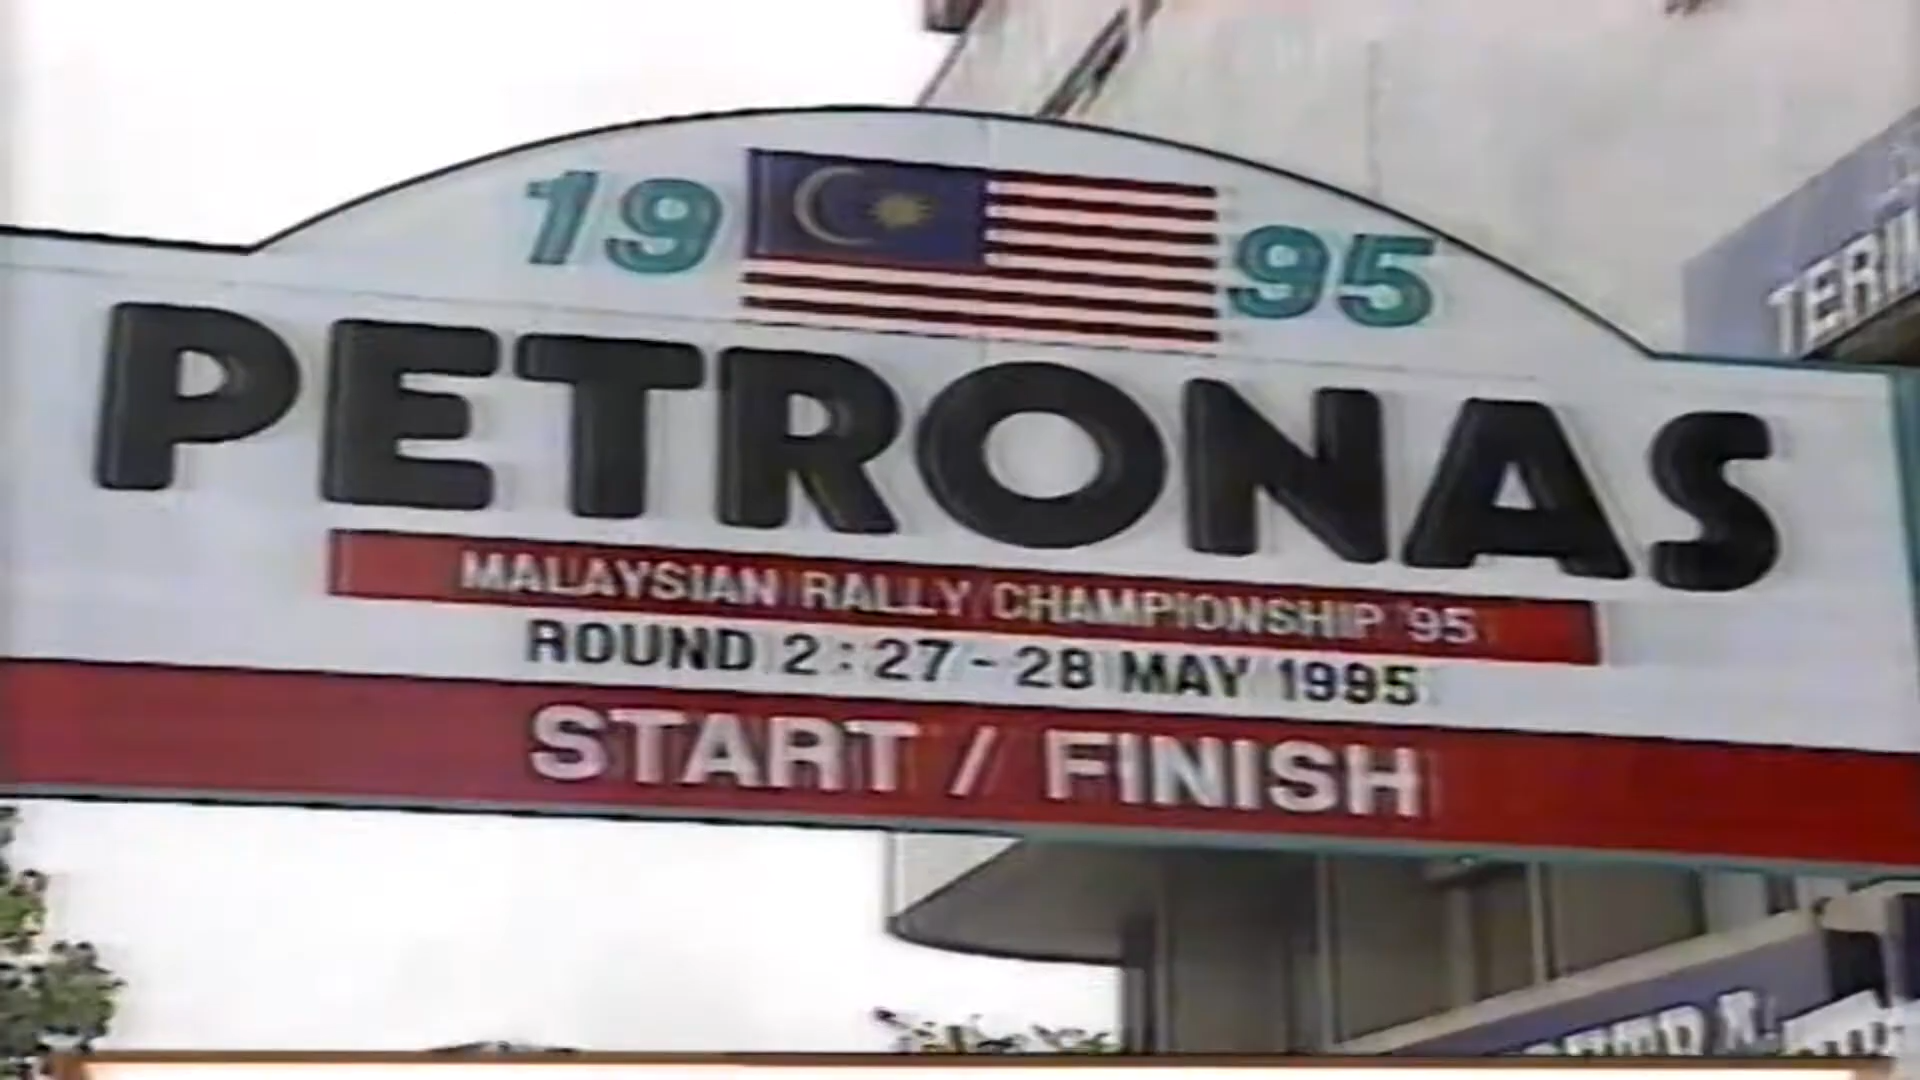 1995
PETRONAS
MALAYSIAN RALLY CHAMPIONSHIP '95
ROUND 2 : 27 - 28 MAY 1995
START / FINISH